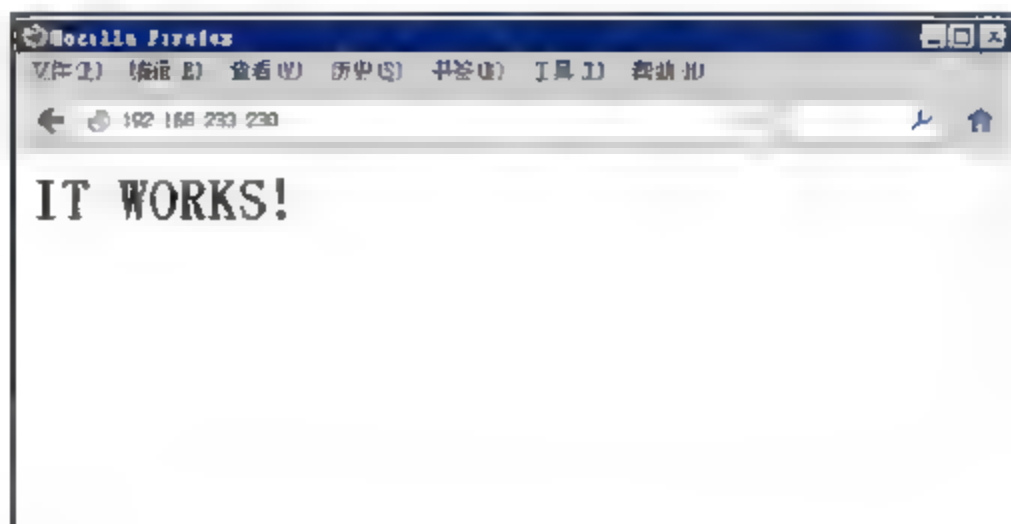 Mozilla Firefox
文件(F) 编辑(E) 查看(V) 历史(S) 书签(B) 工具(T) 帮助(H)
192.168.233.230
IT WORKS!